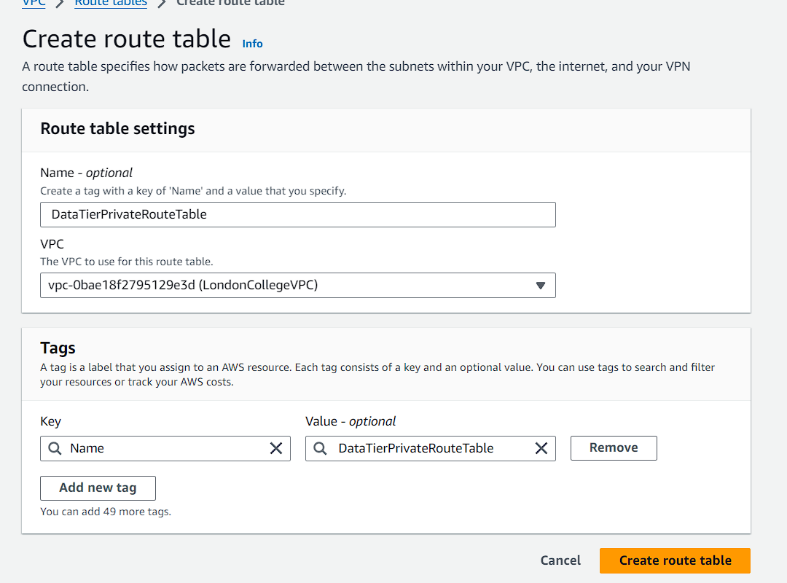 VPC > Route tables > Create route table
Create route table Info
A route table specifies how packets are forwarded between the subnets within your VPC, the internet, and your VPN
connection.
Route table settings
Name - optional
Create a tag with a key of 'Name' and a value that you specify.
DataTierPrivateRouteTable
VPC
The VPC to use for this route table.
vpc-0bae18f2795129e3d (LondonCollegeVPC)
Tags
A tag is a label that you assign to an AWS resource. Each tag consists of a key and an optional value. You can use tags to search and filter
your resources or track your AWS costs.
Key Value - optional
Name DataTierPrivateRouteTable Remove
Add new tag
You can add 49 more tags.
Cancel Create route table